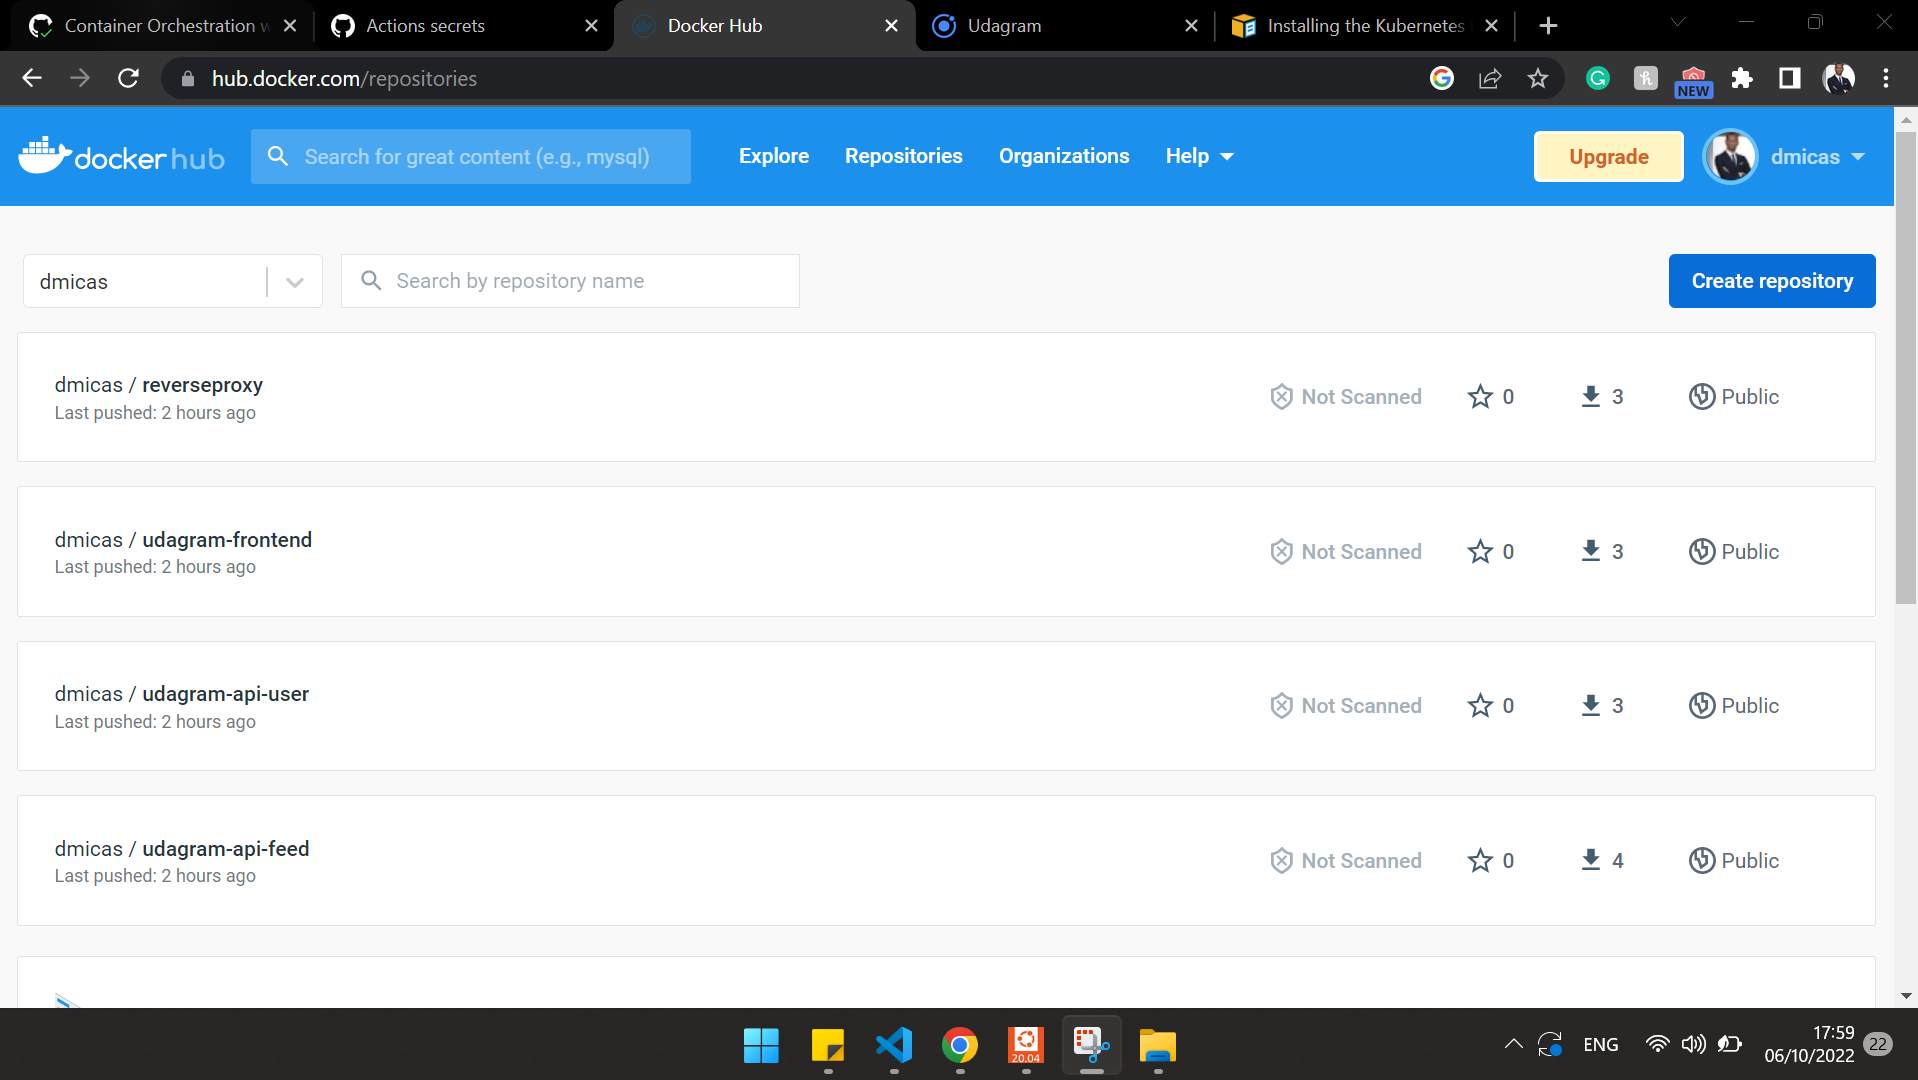 Container Orchestration w
Actions secrets
Docker Hub
Udagram
Installing the Kubernetes
hub.docker.com/repositories
NEW
docker hub
Search for great content (e.g., mysql)
Explore
Repositories
Organizations
Help
Upgrade
dmicas
dmicas
Search by repository name
Create repository
dmicas / reverseproxy
Last pushed: 2 hours ago
Not Scanned
0
3
Public
dmicas / udagram-frontend
Last pushed: 2 hours ago
Not Scanned
0
3
Public
dmicas / udagram-api-user
Last pushed: 2 hours ago
Not Scanned
0
3
Public
dmicas / udagram-api-feed
Last pushed: 2 hours ago
Not Scanned
0
4
Public
20.04
ENG
17:59
06/10/2022
22